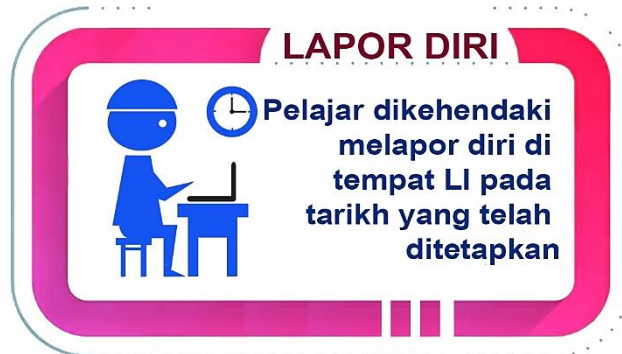 LAPOR DIRI
Pelajar dikehendaki
melapor diri di
tempat LI pada
tarikh yang telah
ditetapkan